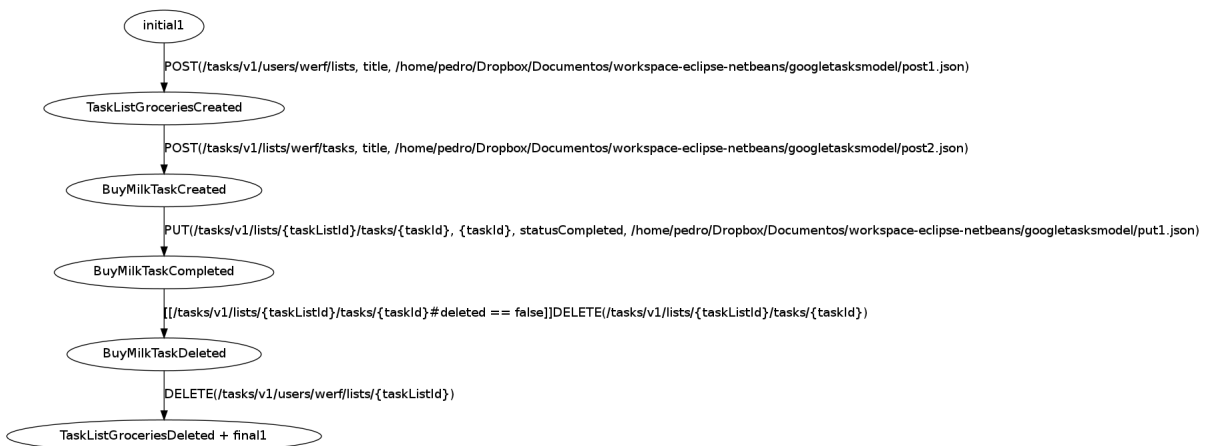 initial1
POST(/tasks/v1/users/werf/lists, title, /home/pedro/Dropbox/Documentos/workspace-eclipse-netbeans/googletasksmodel/post1.json)
TaskListGroceriesCreated
POST(/tasks/v1/lists/werf/tasks, title, /home/pedro/Dropbox/Documentos/workspace-eclipse-netbeans/googletasksmodel/post2.json)
BuyMilkTaskCreated
PUT(/tasks/v1/lists/{taskListId}/tasks/{taskId}, {taskId}, statusCompleted, /home/pedro/Dropbox/Documentos/workspace-eclipse-netbeans/googletasksmodel/put1.json)
BuyMilkTaskCompleted
[[/tasks/v1/lists/{taskListId}/tasks/{taskId}#deleted == false]]DELETE(/tasks/v1/lists/{taskListId}/tasks/{taskId})
BuyMilkTaskDeleted
DELETE(/tasks/v1/users/werf/lists/{taskListId})
TaskListGroceriesDeleted + final1